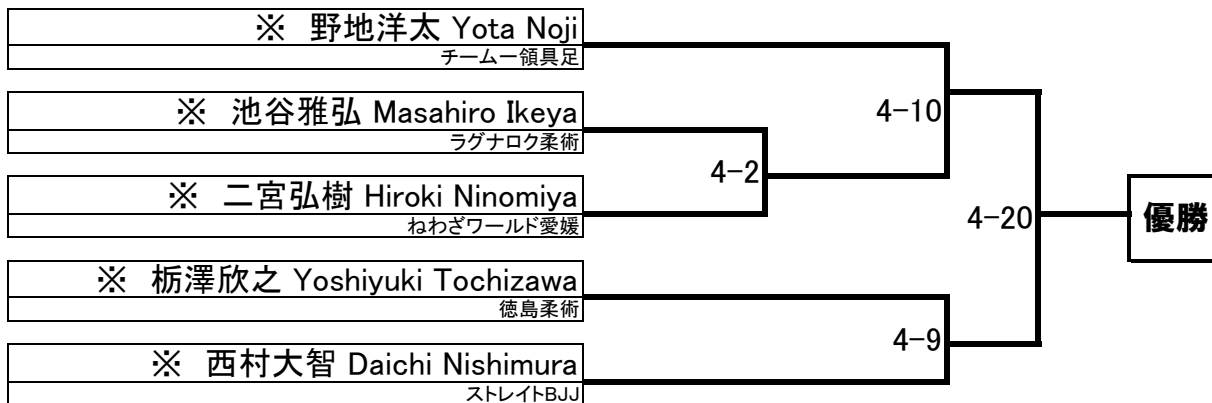 ※ 野地洋太 Yota Noji
チーム一領具足
※ 池谷雅弘 Masahiro Ikeya
ラグナロク柔術
※ 二宮弘樹 Hiroki Ninomiya
ねわざワールド愛媛
※ 栃澤欣之 Yoshiyuki Tochizawa
徳島柔術
※ 西村大智 Daichi Nishimura
ストレイトBJJ
4-2
4-10
4-9
4-20
優勝